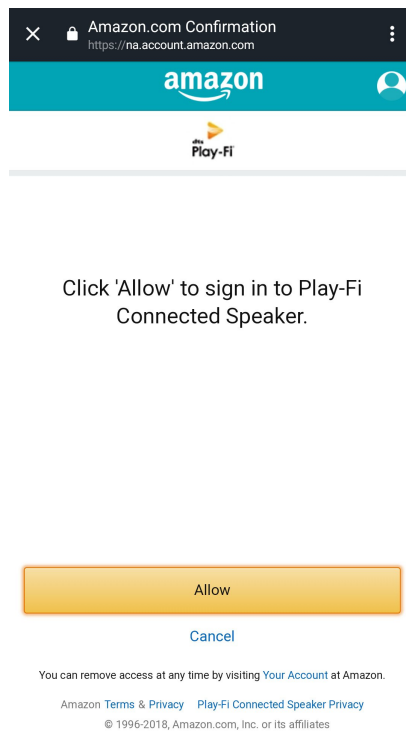 Amazon.com Confirmation
https://na.account.amazon.com
amazon
dts
Play-Fi
Click 'Allow' to sign in to Play-Fi
Connected Speaker.
Allow
Cancel
You can remove access at any time by visiting Your Account at Amazon.
Amazon Terms & Privacy Play-Fi Connected Speaker Privacy
© 1996-2018, Amazon.com, Inc. or its affiliates